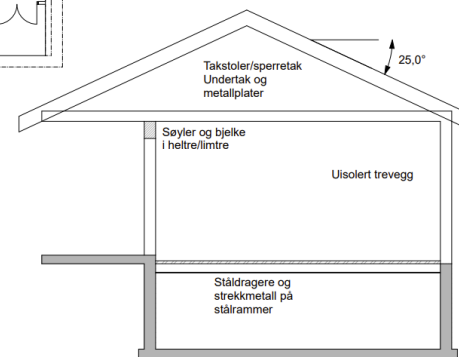 Takstoler/sperretak
Undertak og
metallplater
25,0°
Søyler og bjelke
i heltre/limtre
Uisolert trevegg
Ståldragere og
strekkmetall på
stålrammer